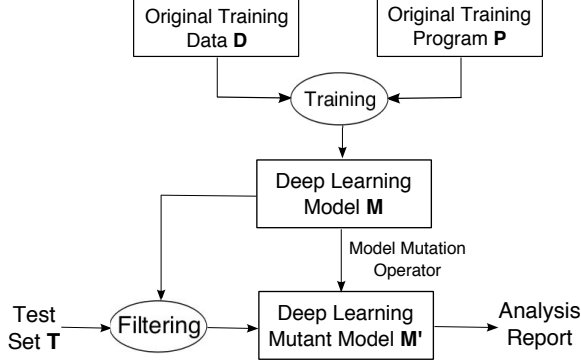 Original Training
Data D
Original Training
Program P
Training
Deep Learning
Model M
Model Mutation
Operator
Test
Set T
Filtering
Deep Learning
Mutant Model M'
Analysis
Report